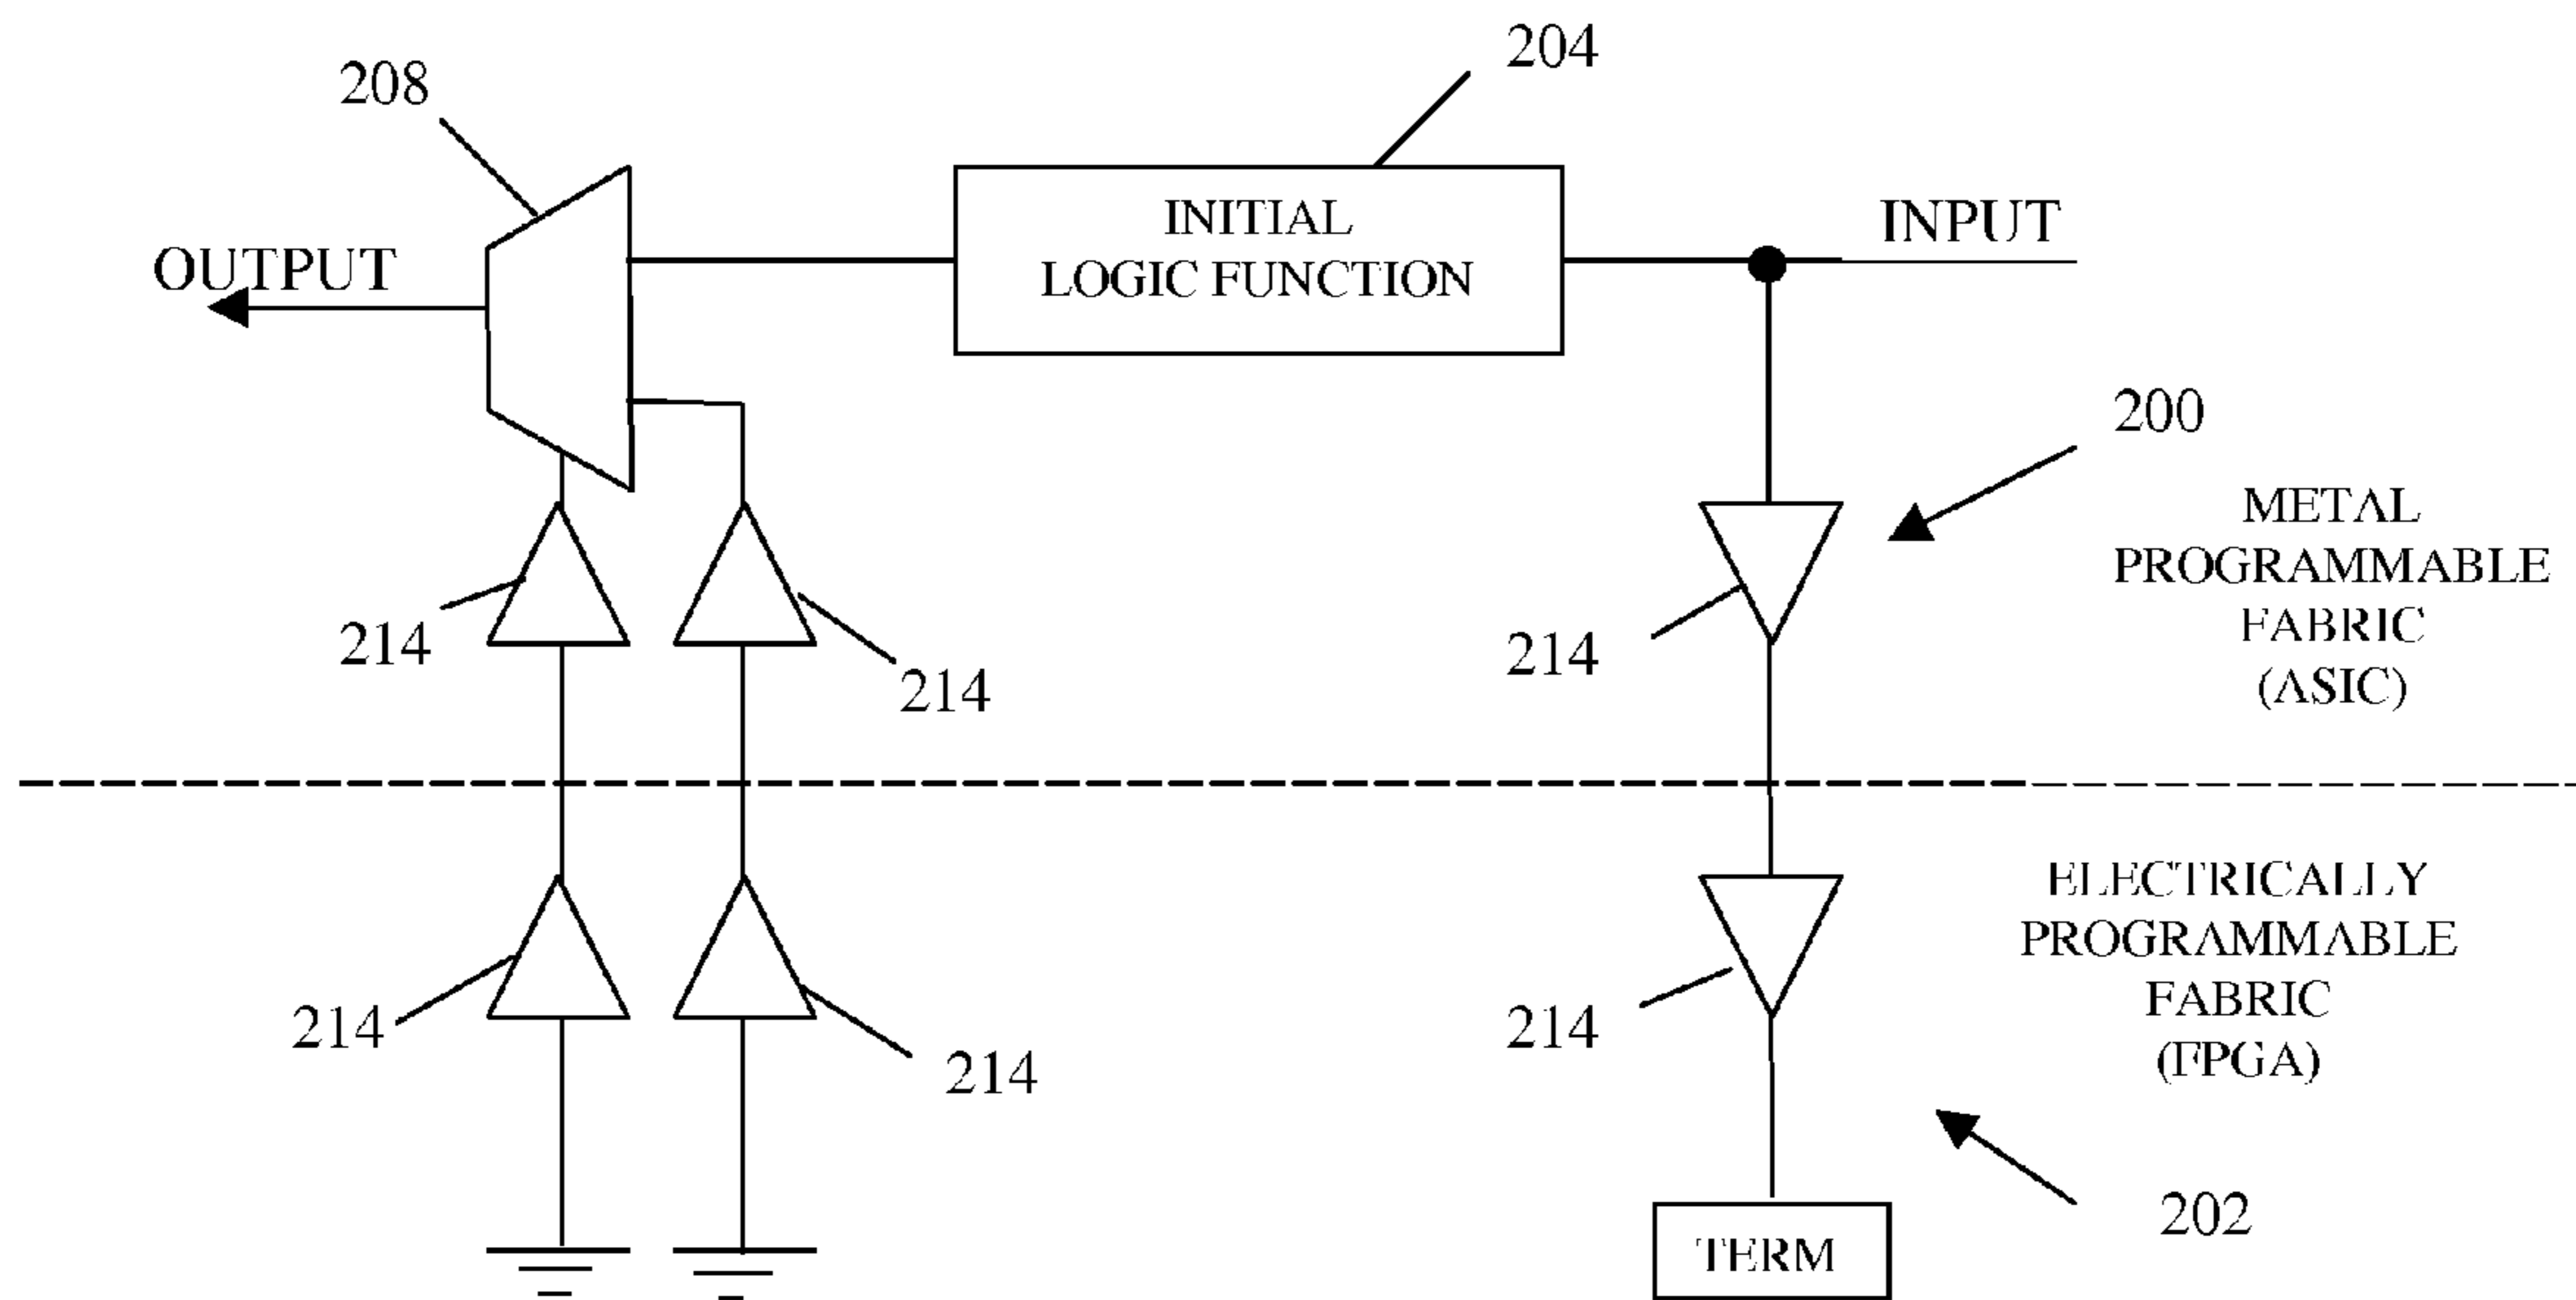 204
208
INITIAL
LOGIC FUNCTION
INPUT
OUTPUT
200
METAL
PROGRAMMABLE
FABRIC
(ASIC)
214
214
214
ELECTRICALLY
PROGRAMMABLE
FABRIC
(FPGA)
214
214
214
202
TERM